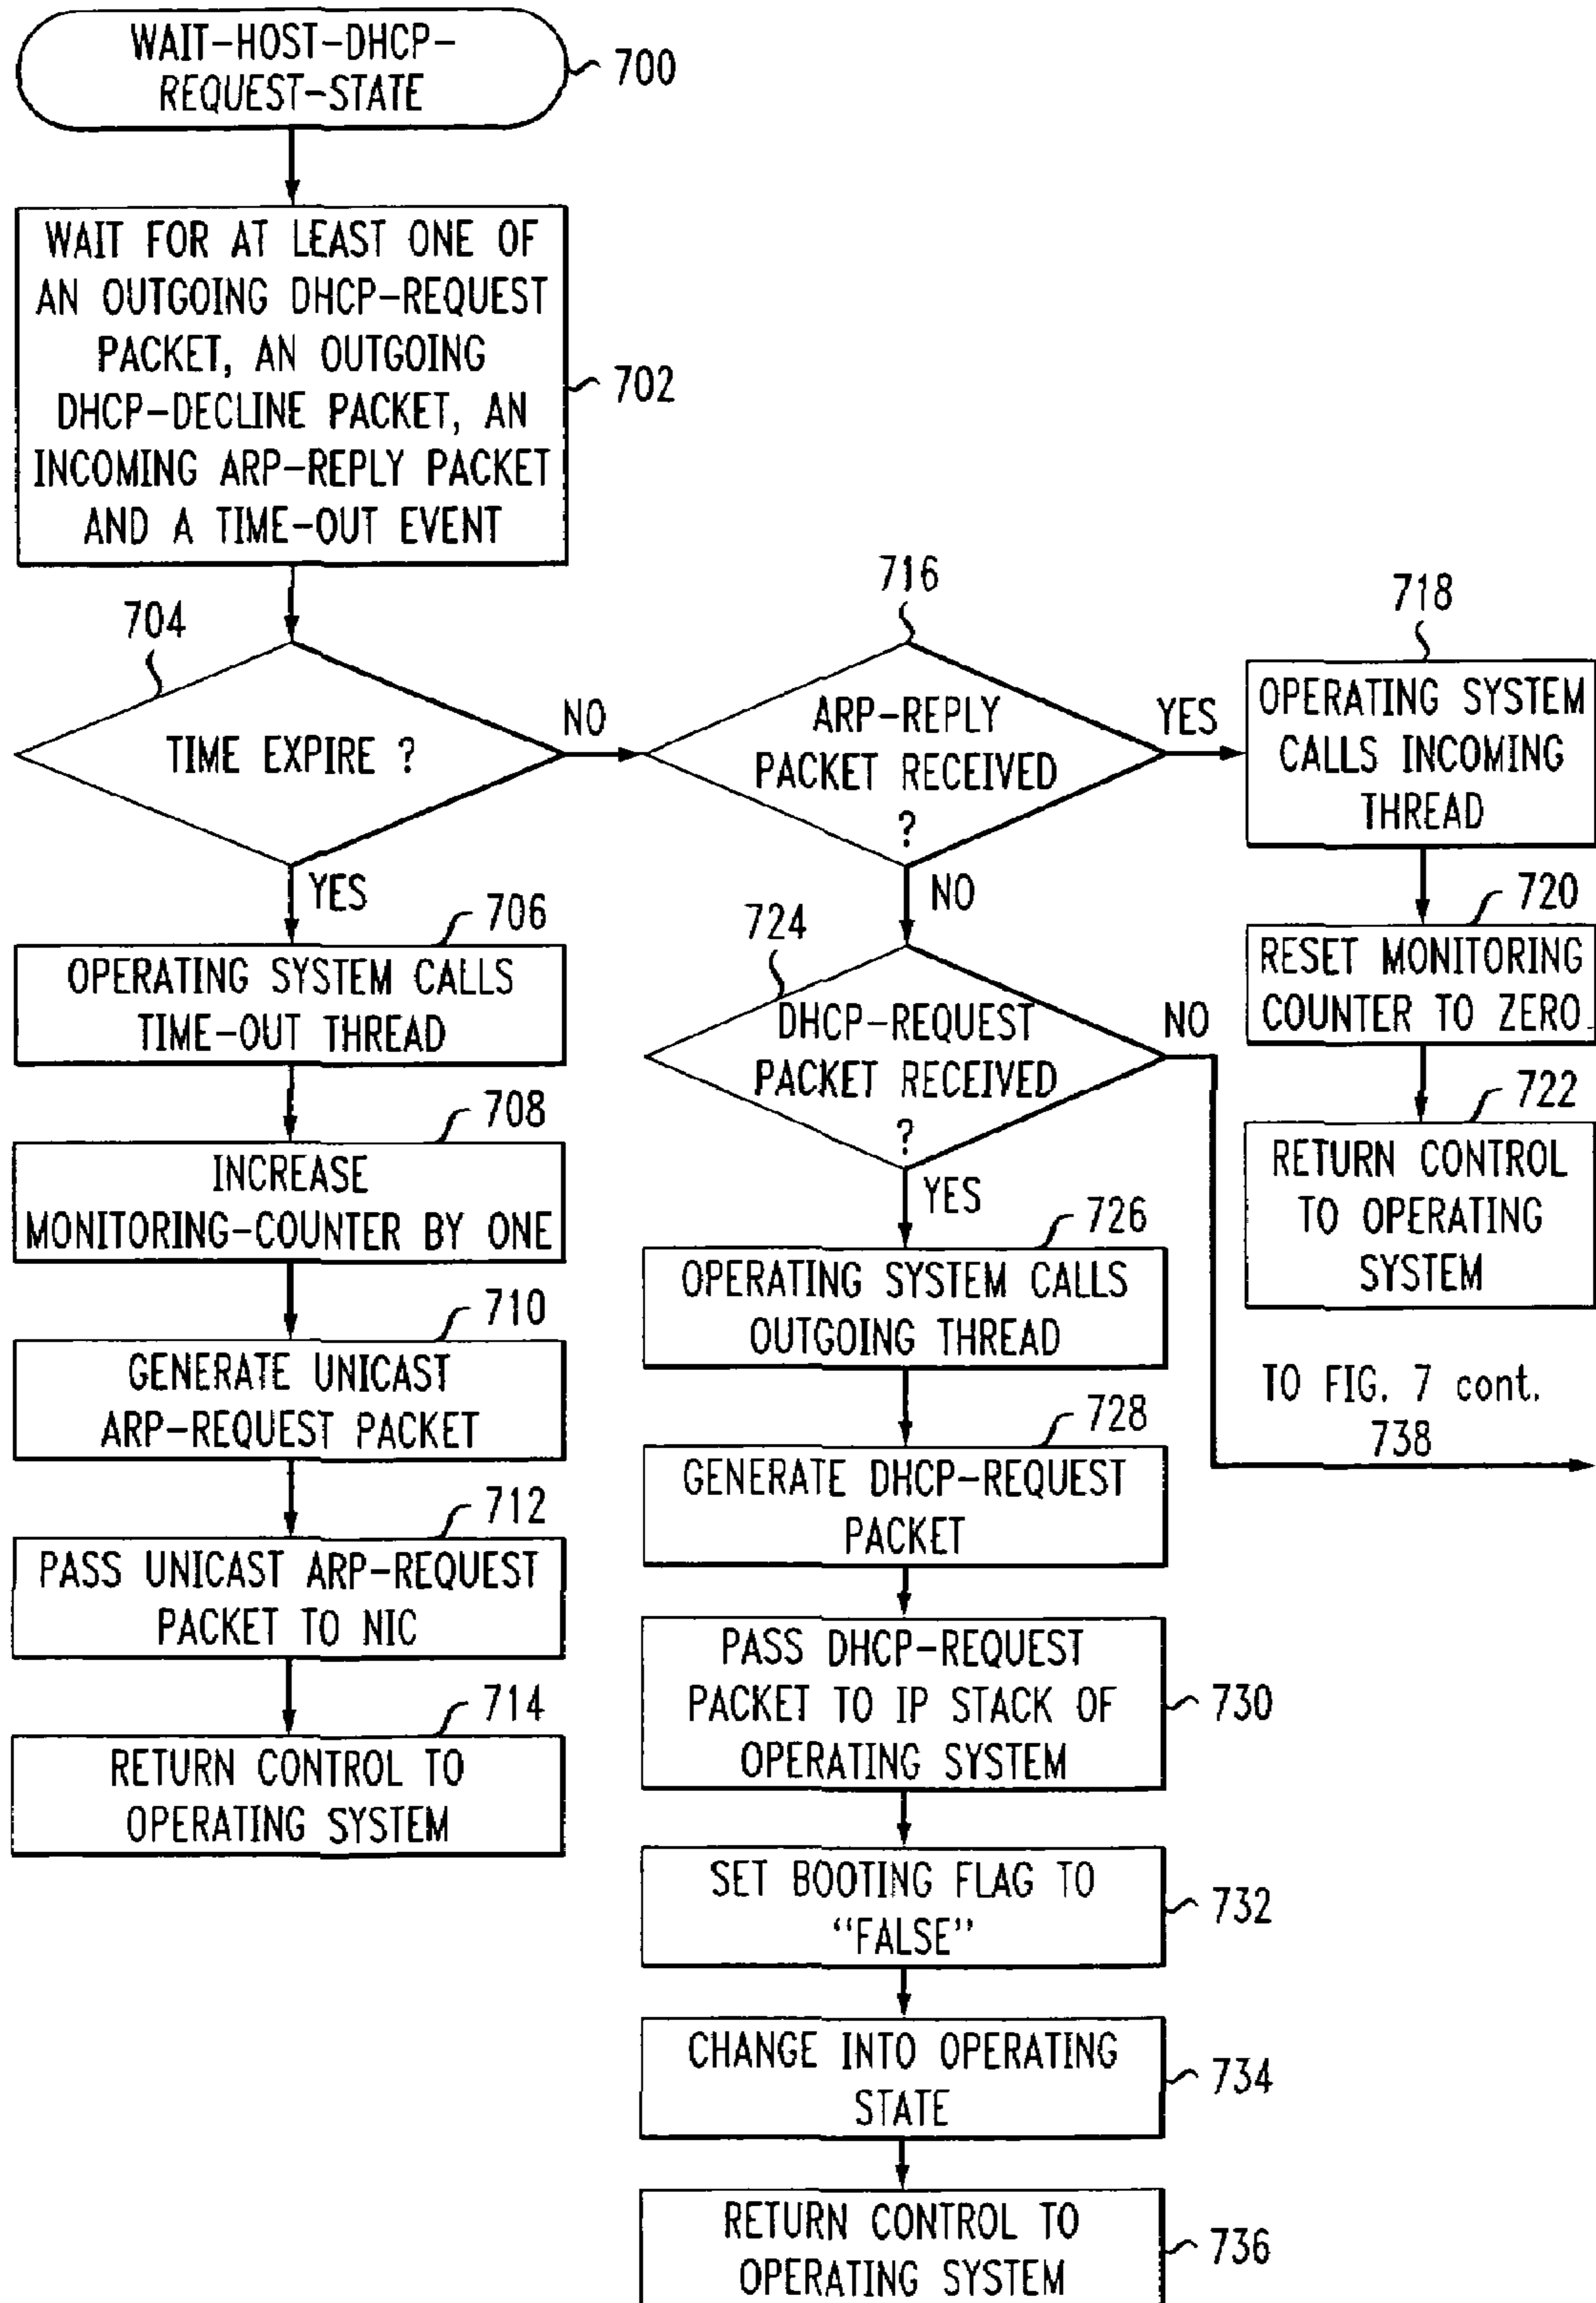 WAIT-HOST-DHCP-
REQUEST-STATE
700
WAIT FOR AT LEAST ONE OF
AN OUTGOING DHCP-REQUEST
PACKET, AN OUTGOING
DHCP-DECLINE PACKET, AN
INCOMING ARP-REPLY PACKET
AND A TIME-OUT EVENT
702
704
TIME EXPIRE ?
NO
YES
706
OPERATING SYSTEM CALLS
TIME-OUT THREAD
708
INCREASE
MONITORING-COUNTER BY ONE
710
GENERATE UNICAST
ARP-REQUEST PACKET
712
PASS UNICAST ARP-REQUEST
PACKET TO NIC
714
RETURN CONTROL TO
OPERATING SYSTEM
716
ARP-REPLY
PACKET RECEIVED
?
YES
NO
718
OPERATING SYSTEM
CALLS INCOMING
THREAD
720
RESET MONITORING
COUNTER TO ZERO
722
RETURN CONTROL
TO OPERATING
SYSTEM
724
DHCP-REQUEST
PACKET RECEIVED
?
NO
YES
TO FIG. 7 cont.
738
726
OPERATING SYSTEM CALLS
OUTGOING THREAD
728
GENERATE DHCP-REQUEST
PACKET
PASS DHCP-REQUEST
PACKET TO IP STACK OF
OPERATING SYSTEM
730
SET BOOTING FLAG TO
“FALSE”
732
CHANGE INTO OPERATING
STATE
734
RETURN CONTROL TO
OPERATING SYSTEM
736